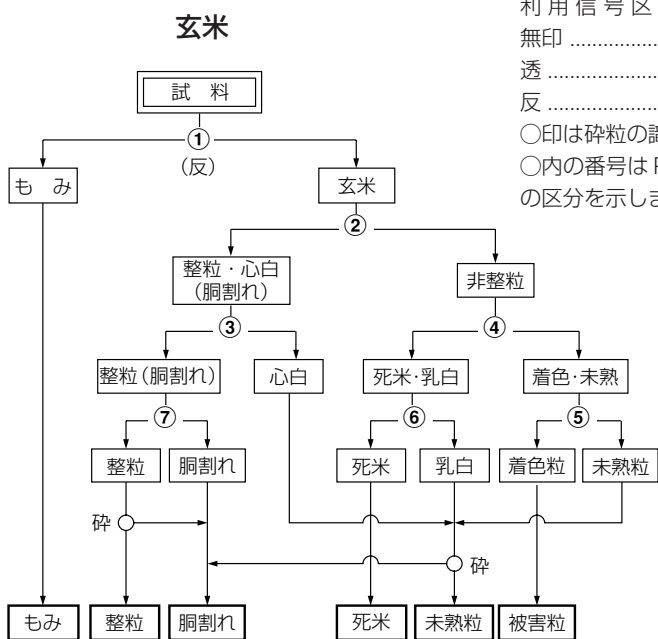 玄米
利 用 信 号 区
無印 ................
透 ....................
反 ....................
○印は砕粒の
○内の番号は
の区分を示し
試　料
①
(反)
も　み
玄米
②
整粒・心白
(胴割れ)
非整粒
③
④
整粒(胴割れ)
心白
死米・乳白
着色・未熟
⑦
⑥
⑤
整粒
胴割れ
死米
乳白
着色粒
未熟粒
砕
砕
もみ
整粒
胴割れ
死米
未熟粒
被害粒